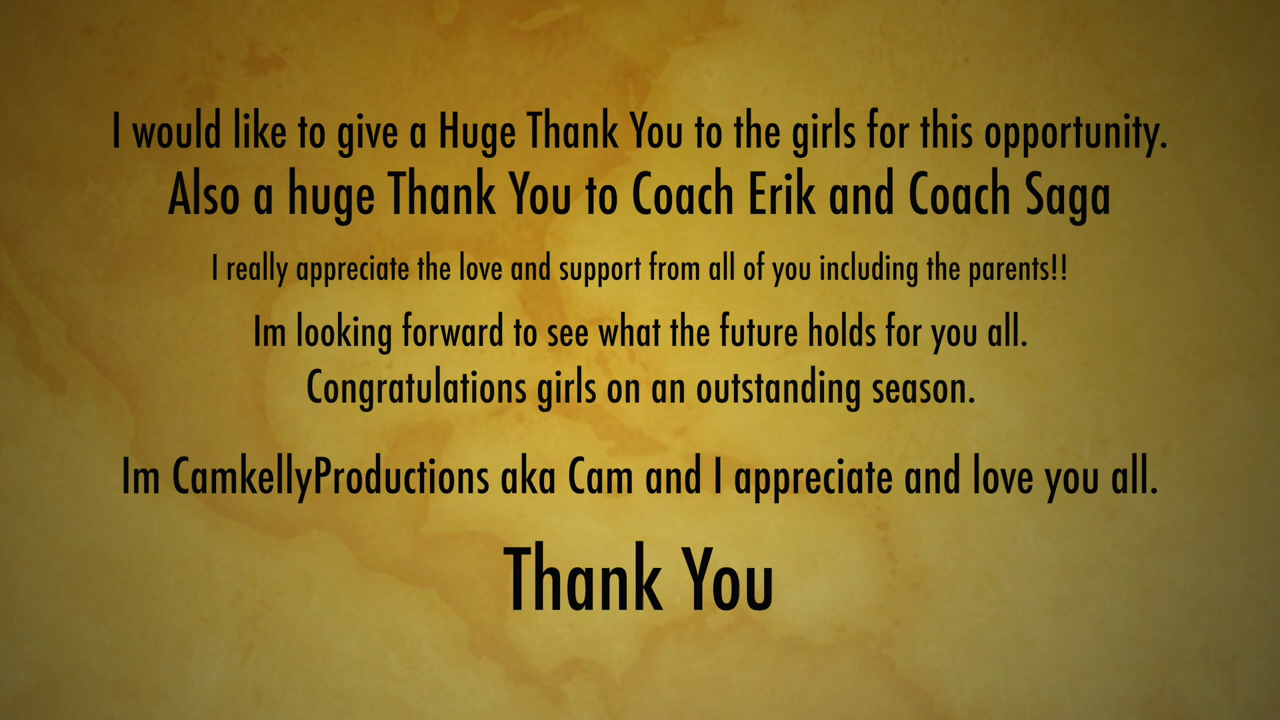 I would like to give a Huge Thank You to the girls for this opportunity.
Also a huge Thank You to Coach Erik and Coach Saga
I really appreciate the love and support from all of you including the parents!!
Im looking forward to see what the future holds for you all.
Congratulations girls on an outstanding season.
Im CamkellyProductions aka Cam and I appreciate and love you all.
Thank You